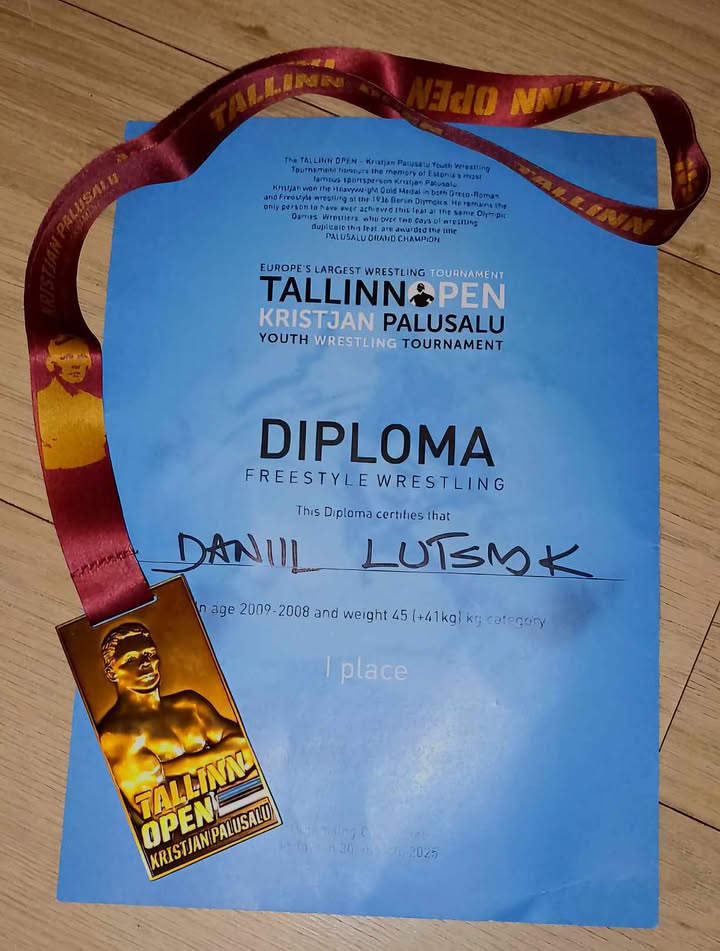 TALLINN
OPEN
TALLINN OPEN
TALLINN
KRISTJAN PALUSALU
The TALLINN OPEN - Kristjan Palusalu Youth Wrestling
Tournament honours the memory of Estonia's most
famous sportsperson Kristjan Palusalu.
Kristjan won the Heavyweight Gold Medal in both Greco-Roman
and Freestyle wrestling at the 1936 Berlin Olympics. He remains the
only person to have ever achieved this feat at the same Olympic
Games. Wrestlers, who over two days of
duplicate this feat, are awarded the title
PALUSALU GRAND CHAMPION
EUROPE'S LARGEST WRESTLING TOURNAMENT
TALLINN OPEN
KRISTJAN PALUSALU
YOUTH WRESTLING TOURNAMENT
DIPLOMA
FREESTYLE WRESTLING
This Diploma certifies that
DANIIL
in age 2009-2008 and weight 45 (+41kg) kg category
I place
2025
TALLINN
OPEN
KRISTJAN PALUSALU